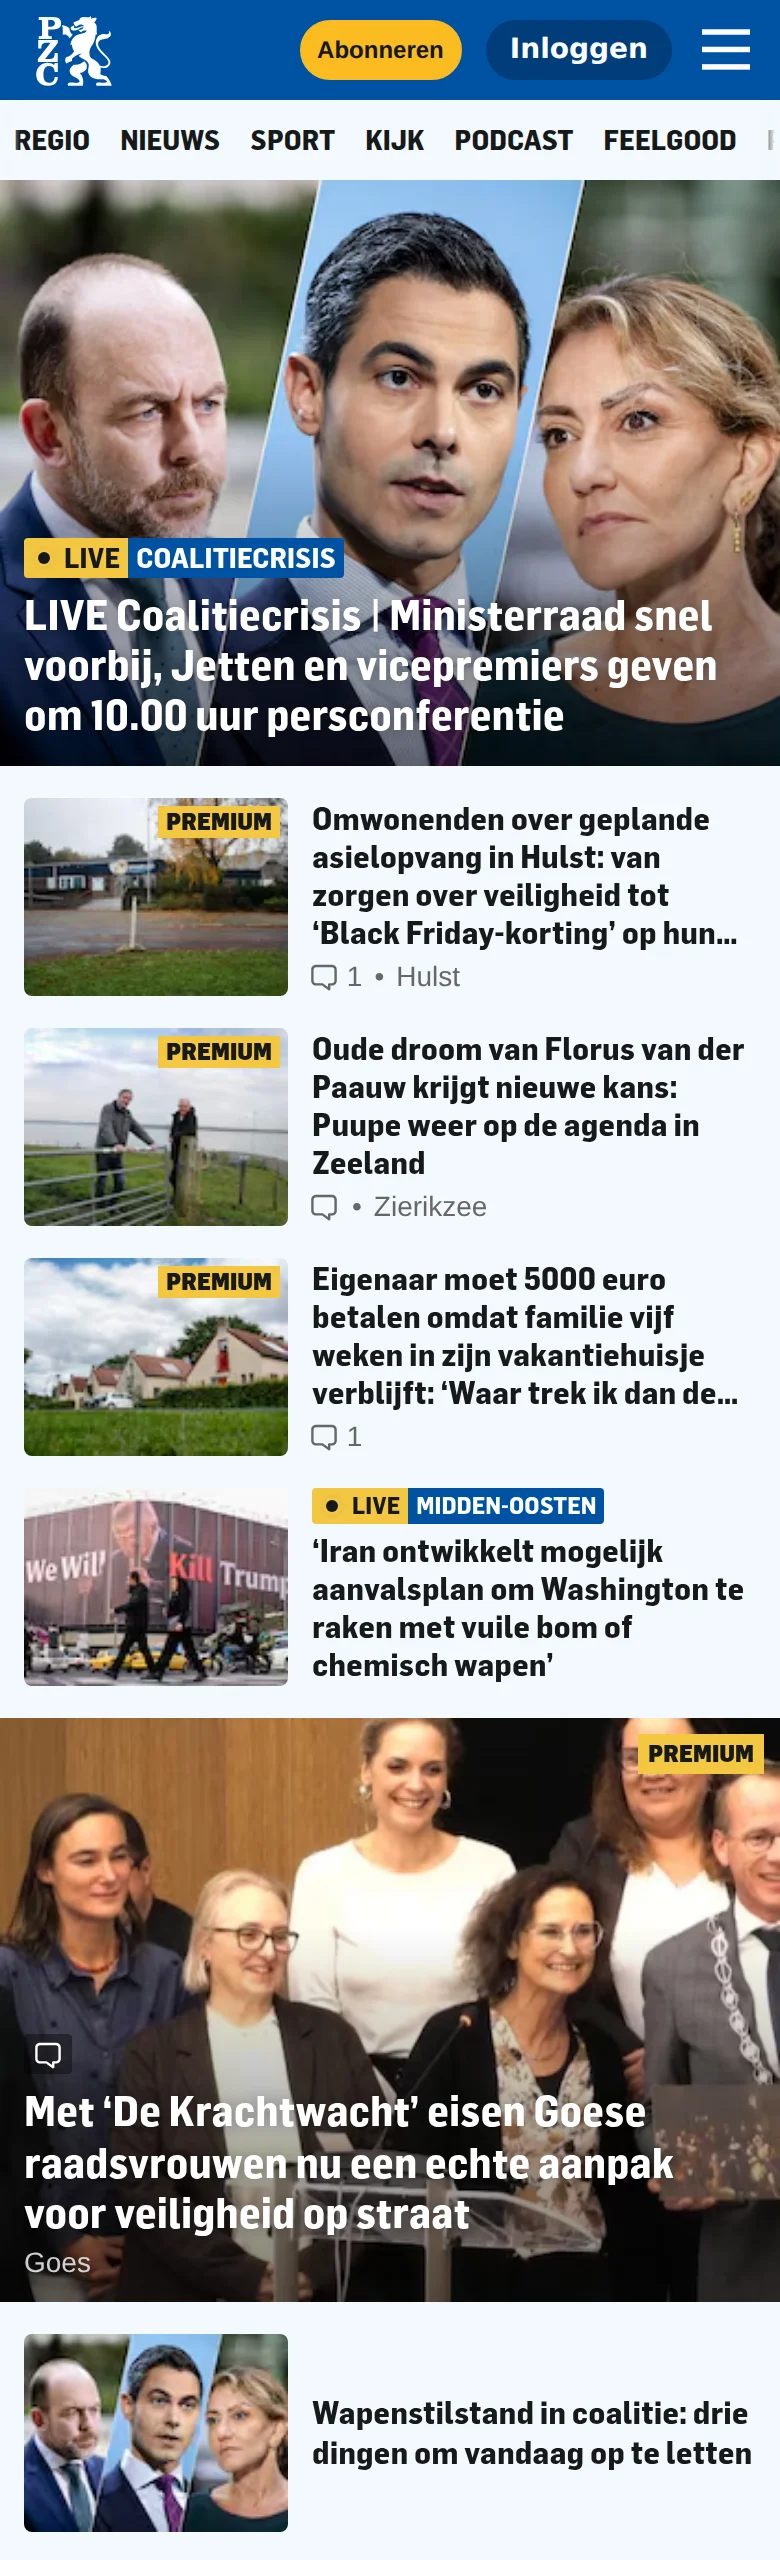 PZC
Abonneren
Inloggen
REGIO NIEUWS SPORT KIJK PODCAST FEELGOOD
LIVE COALITIECRISIS
LIVE Coalitiecrisis | Ministerraad snel
voorbij, Jetten en vicepremiers geven
om 10.00 uur persconferentie
PREMIUM
Omwonenden over geplande
asielopvang in Hulst: van
zorgen over veiligheid tot
‘Black Friday-korting’ op hun...
1 • Hulst
PREMIUM
Oude droom van Florus van der
Paauw krijgt nieuwe kans:
Puupe weer op de agenda in
Zeeland
• Zierikzee
PREMIUM
Eigenaar moet 5000 euro
betalen omdat familie vijf
weken in zijn vakantiehuisje
verblijft: ‘Waar trek ik dan de...
1
We Will Kill Trump
LIVE MIDDEN-OOSTEN
‘Iran ontwikkelt mogelijk
aanvalsplan om Washington te
raken met vuile bom of
chemisch wapen’
PREMIUM
Met ‘De Krachtwacht’ eisen Goese
raadsvrouwen nu een echte aanpak
voor veiligheid op straat
Goes
Wapenstilstand in coalitie: drie
dingen om vandaag op te letten